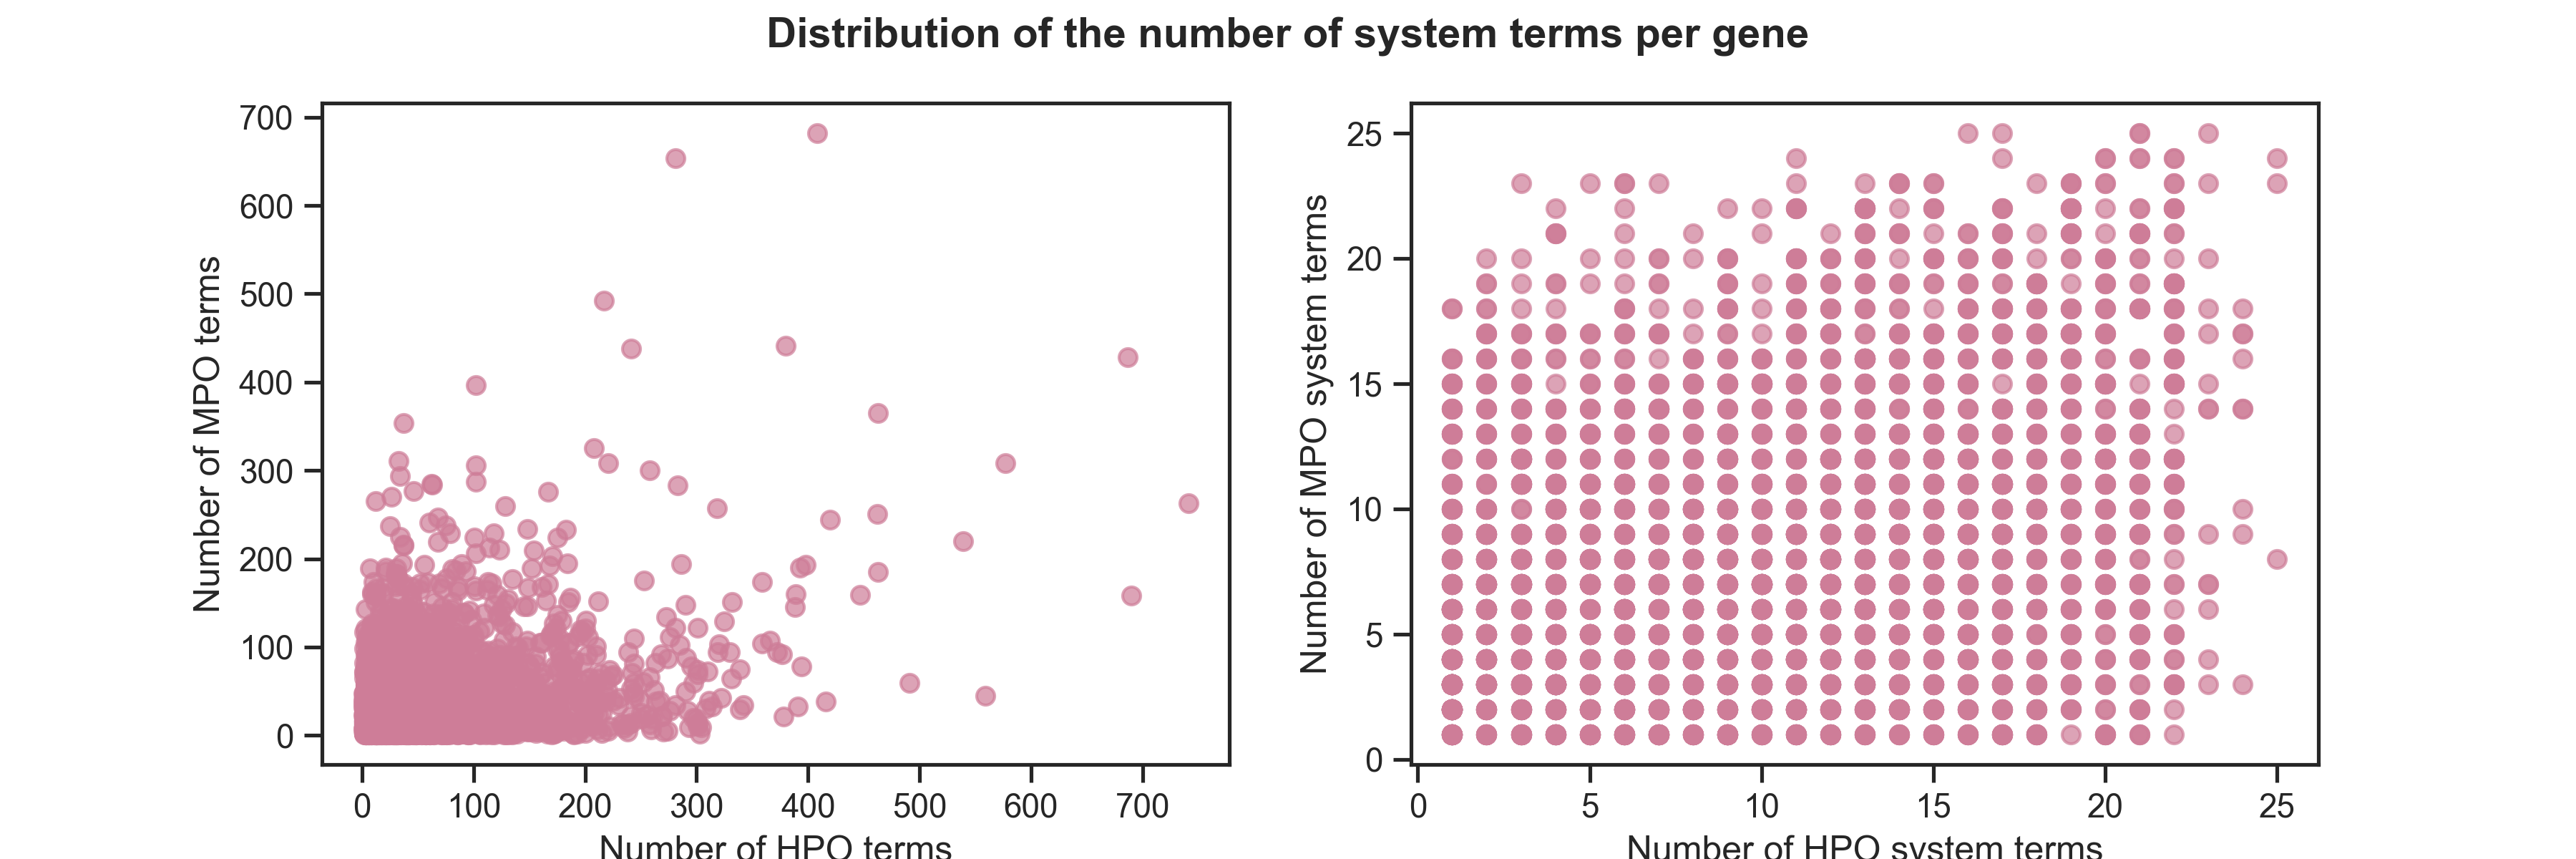 Distribution of the number of system terms per gene
Number of MPO terms
700
600
500
400
300
200
100
0
0 100 200 300 400 500 600 700
Number of HPO terms
Number of MPO system terms
25
20
15
10
5
0
0 5 10 15 20 25
Number of HPO system terms